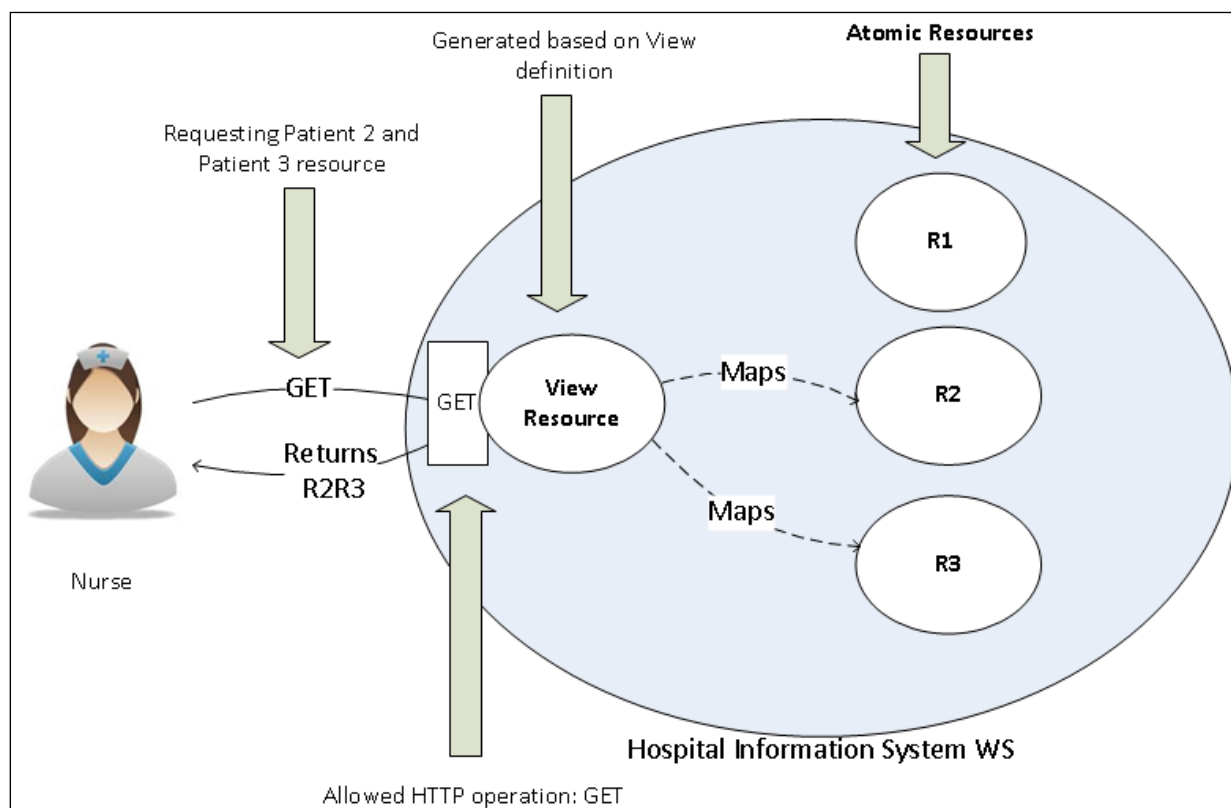 Generated based on View
definition
Atomic Resources
Requesting Patient 2 and
Patient 3 resource
R1
GET
GET
View
Resource
Maps
R2
Returns
R2R3
Maps
R3
Nurse
Hospital Information System WS
Allowed HTTP operation: GET